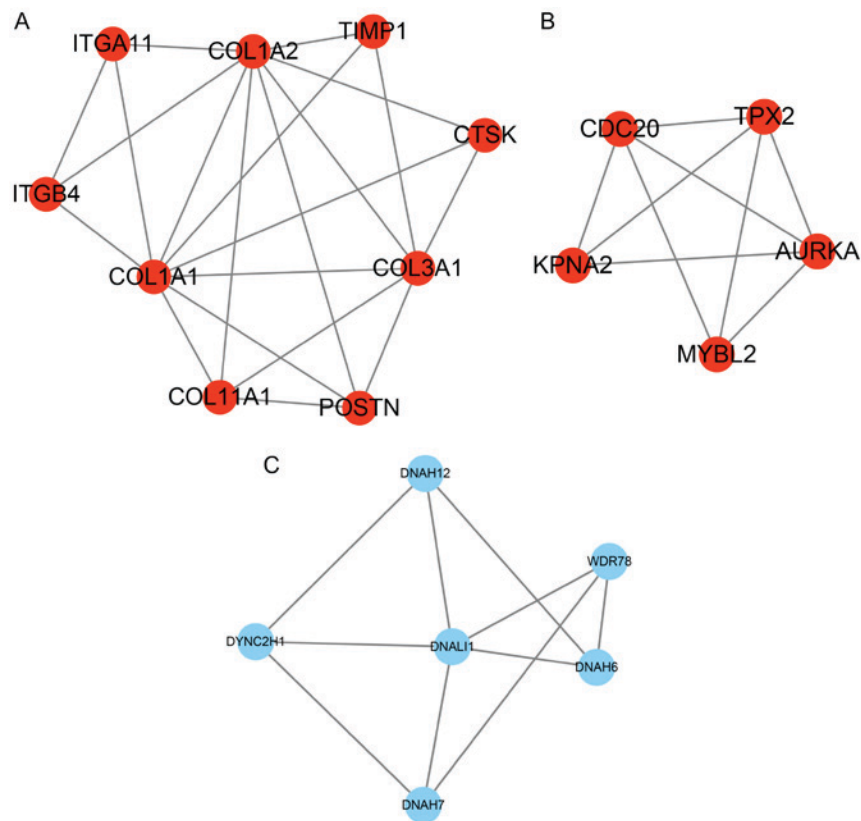 A
ITGA11
COL1A2
TIMP1
CTSK
ITGB4
COL1A1
COL3A1
COL11A1
POSTN
B
CDC20
TPX2
KPNA2
AURKA
MYBL2
C
DNAH12
WDR78
DYNC2H1
DNALI1
DNAH6
DNAH7